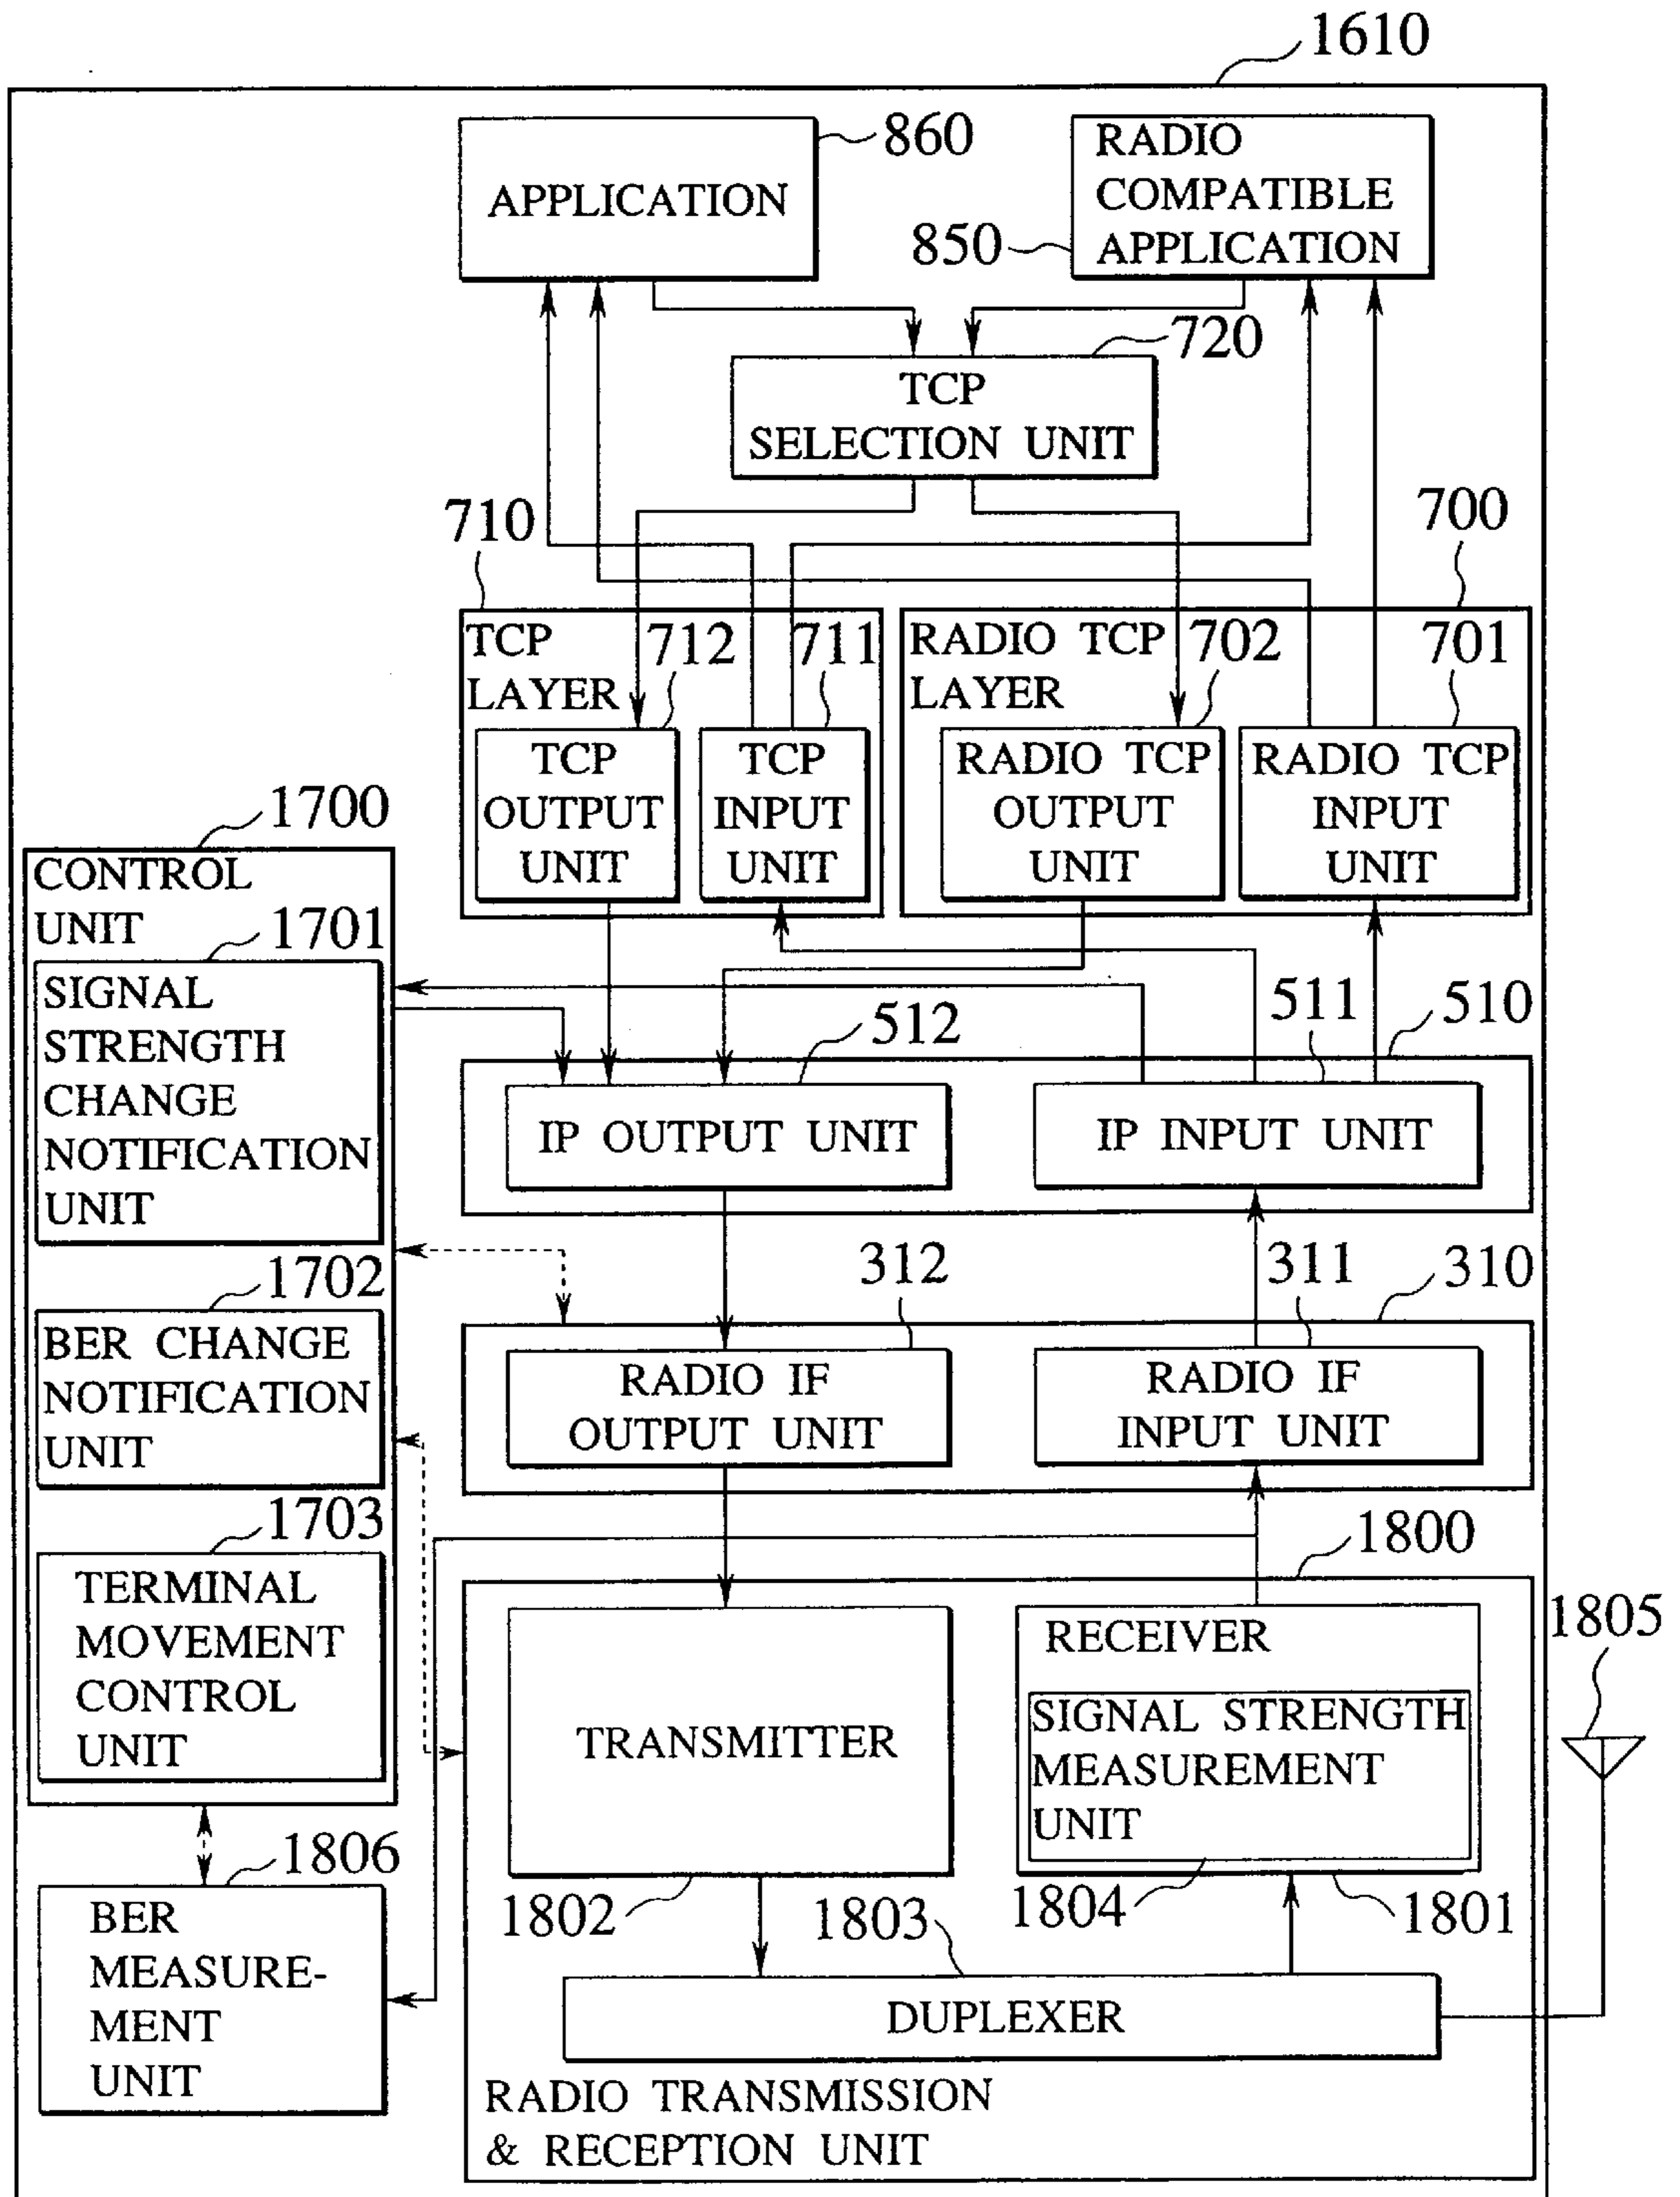 1610
860
APPLICATION
RADIO
COMPATIBLE
APPLICATION
850
720
TCP
SELECTION UNIT
710
700
TCP
LAYER
712
711
RADIO TCP
LAYER
702
701
TCP
OUTPUT
UNIT
TCP
INPUT
UNIT
RADIO TCP
OUTPUT
UNIT
RADIO TCP
INPUT
UNIT
1700
CONTROL
UNIT
1701
SIGNAL
STRENGTH
CHANGE
NOTIFICATION
UNIT
512
511
510
IP OUTPUT UNIT
IP INPUT UNIT
1702
BER CHANGE
NOTIFICATION
UNIT
312
311
310
RADIO IF
OUTPUT UNIT
RADIO IF
INPUT UNIT
1703
TERMINAL
MOVEMENT
CONTROL
UNIT
1800
TRANSMITTER
RECEIVER
SIGNAL STRENGTH
MEASUREMENT
UNIT
1805
1806
BER
MEASURE-
MENT
UNIT
1802
1803
1804
1801
DUPLEXER
RADIO TRANSMISSION
& RECEPTION UNIT